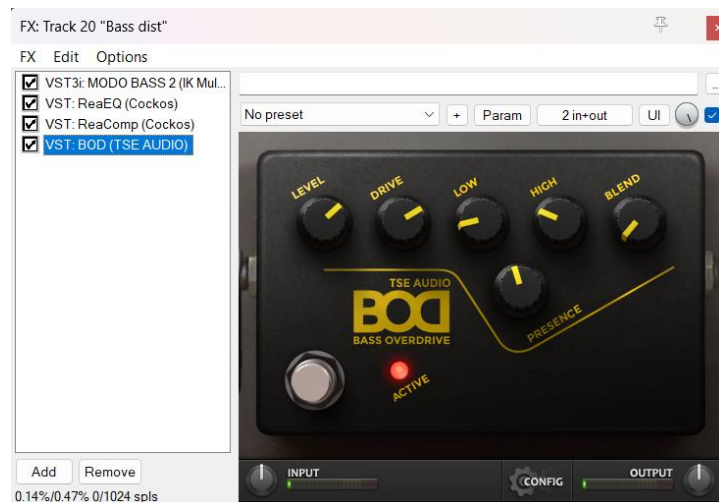 FX: Track 20 "Bass dist"
FX Edit Options
VST3i: MODO BASS 2 (IK Mul...
VST: ReaEQ (Cockos)
VST: ReaComp (Cockos)
VST: BOD (TSE AUDIO)
...
No preset + Param 2 in+out UI
LEVEL DRIVE LOW HIGH BLEND
TSE AUDIO
BOD
BASS OVERDRIVE
PRESENCE
ACTIVE
Add Remove
INPUT CONFIG OUTPUT
0.14%/0.47% 0/1024 spls